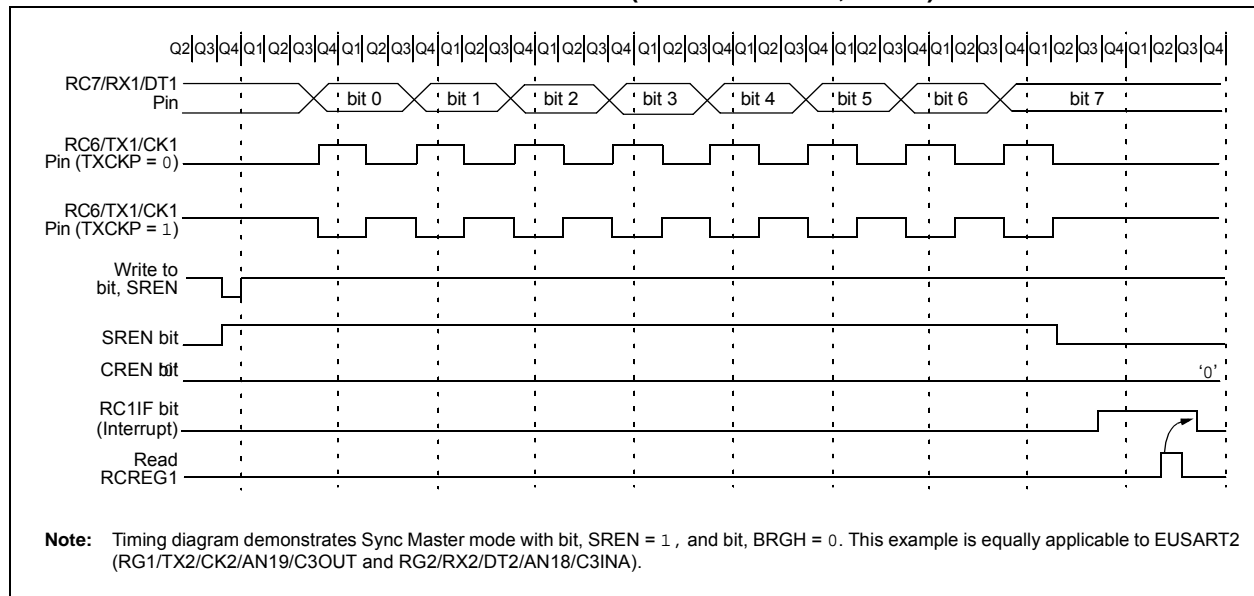 Q2 Q3 Q4 Q1 Q2 Q3 Q4 Q1 Q2 Q3 Q4 Q1 Q2 Q3 Q4 Q1 Q2 Q3 Q4 Q1 Q2 Q3 Q4 Q1 Q2 Q3 Q4 Q1 Q2 Q3 Q4 Q1 Q2 Q3 Q4 Q1 Q2 Q3 Q4 Q1 Q2 Q3 Q4
RC7/RX1/DT1
Pin
bit 0 bit 1 bit 2 bit 3 bit 4 bit 5 bit 6 bit 7
RC6/TX1/CK1
Pin (TXCKP = 0)
RC6/TX1/CK1
Pin (TXCKP = 1)
Write to
bit, SREN
SREN bit
CREN bit
‘0’
RC1IF bit
(Interrupt)
Read
RCREG1
Note: Timing diagram demonstrates Sync Master mode with bit, SREN = 1, and bit, BRGH = 0. This example is equally applicable to EUSART2
(RG1/TX2/CK2/AN19/C3OUT and RG2/RX2/DT2/AN18/C3INA).